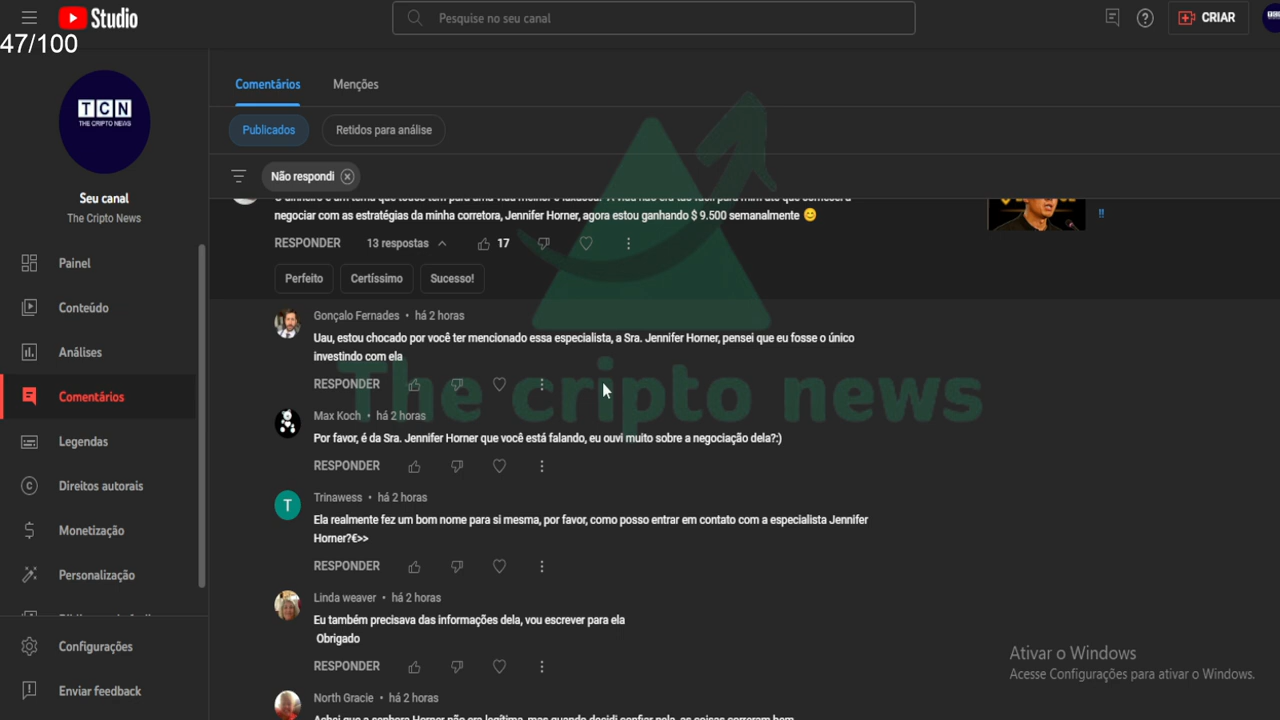 Studio
Pesquise no seu canal
CRIAR
47/100
TCN
THE CRIPTO NEWS
Seu canal
The Cripto News
Painel
Conteúdo
Análises
Comentários
Legendas
Direitos autorais
Monetização
Personalização
Configurações
Enviar feedback
Comentários Menções
Publicados Retidos para análise
Não respondi
negociar com as estratégias da minha corretora, Jennifer Horner, agora estou ganhando $ 9.500 semanalmente 😊
!!
RESPONDER 13 respostas 17
Perfeito Certíssimo Sucesso!
Gonçalo Fernades • há 2 horas
Uau, estou chocado por você ter mencionado essa especialista, a Sra. Jennifer Horner, pensei que eu fosse o único
investindo com ela
RESPONDER
The cripto news
Max Koch • há 2 horas
Por favor, é da Sra. Jennifer Horner que você está falando, eu ouvi muito sobre a negociação dela?:)
RESPONDER
T
Trinawess • há 2 horas
Ela realmente fez um bom nome para si mesma, por favor, como posso entrar em contato com a especialista Jennifer
Horner?€>>
RESPONDER
Linda weaver • há 2 horas
Eu também precisava das informações dela, vou escrever para ela
Obrigado
RESPONDER
North Gracie • há 2 horas
Ativar o Windows
Acesse Configurações para ativar o Windows.